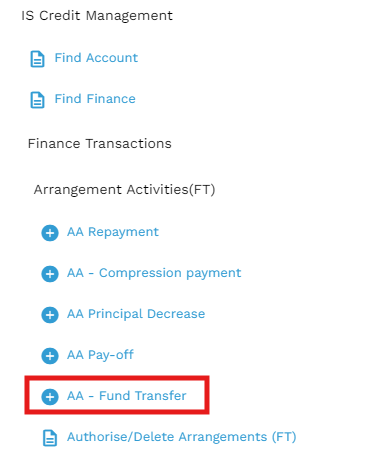 IS Credit Management
Find Account
Find Finance
Finance Transactions
Arrangement Activities(FT)
AA Repayment
AA - Compression payment
AA Principal Decrease
AA Pay-off
AA - Fund Transfer
Authorise/Delete Arrangements (FT)